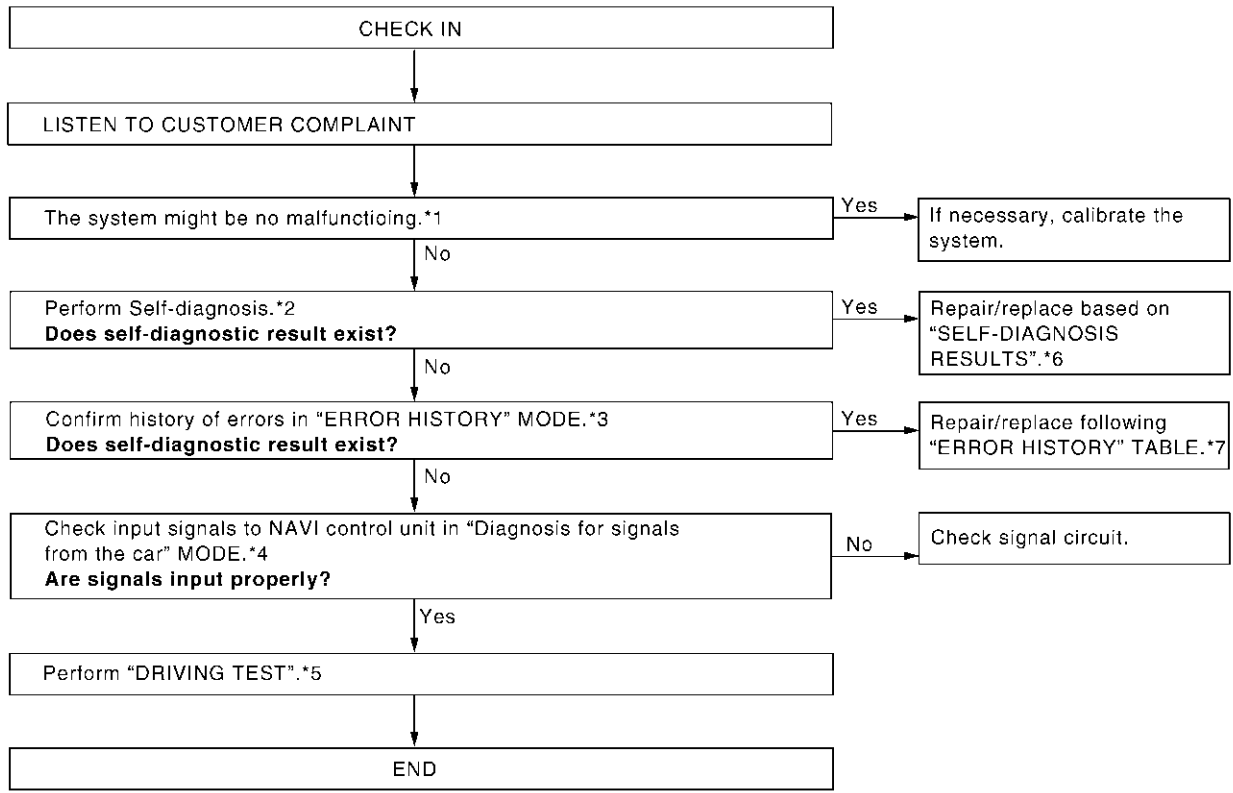 CHECK IN
LISTEN TO CUSTOMER COMPLAINT
The system might be no malfunctioing.*1
Yes
If necessary, calibrate the
system.
No
Perform Self-diagnosis.*2
Does self-diagnostic result exist?
Yes
Repair/replace based on
“SELF-DIAGNOSIS
RESULTS”.*6
No
Confirm history of errors in “ERROR HISTORY” MODE.*3
Does self-diagnostic result exist?
Yes
Repair/replace following
“ERROR HISTORY” TABLE.*7
No
Check input signals to NAVI control unit in “Diagnosis for signals
from the car” MODE.*4
Are signals input properly?
No
Check signal circuit.
Yes
Perform “DRIVING TEST”.*5
END